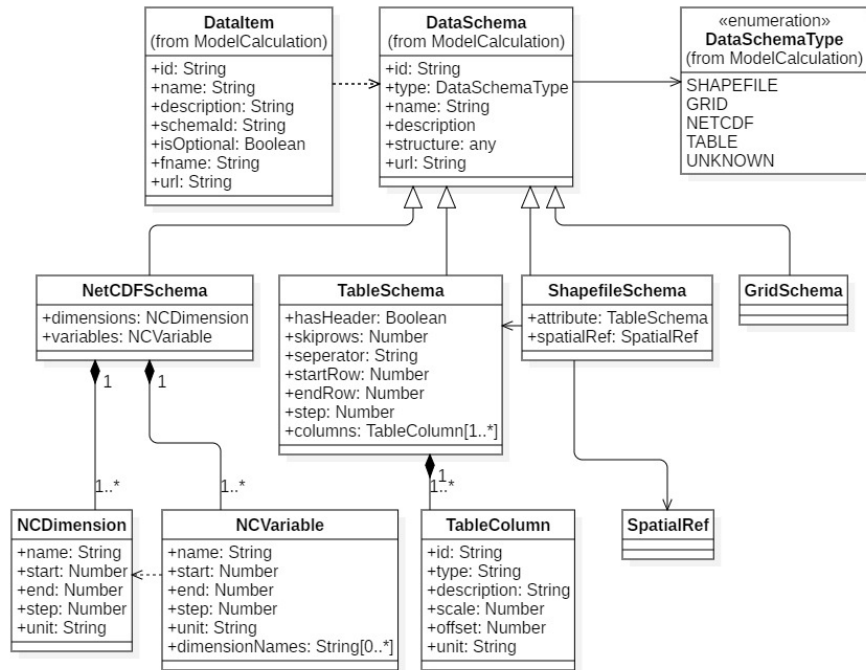 DataItem
(from ModelCalculation)
+id: String
+name: String
+description: String
+schemaId: String
+isOptional: Boolean
+fname: String
+url: String
DataSchema
(from ModelCalculation)
+id: String
+type: DataSchemaType
+name: String
+description
+structure: any
+url: String
«enumeration»
DataSchemaType
(from ModelCalculation)
SHAPEFILE
GRID
NETCDF
TABLE
UNKNOWN
NetCDFSchema
+dimensions: NCDimension
+variables: NCVariable
TableSchema
+hasHeader: Boolean
+skiprows: Number
+seperator: String
+startRow: Number
+endRow: Number
+step: Number
+columns: TableColumn[1..*]
ShapefileSchema
+attribute: TableSchema
+spatialRef: SpatialRef
GridSchema
1
1
1
1..*
1..*
1..*
NCDimension
+name: String
+start: Number
+end: Number
+step: Number
+unit: String
NCVariable
+name: String
+start: Number
+end: Number
+step: Number
+unit: String
+dimensionNames: String[0..*]
TableColumn
+id: String
+type: String
+description: String
+scale: Number
+offset: Number
+unit: String
SpatialRef